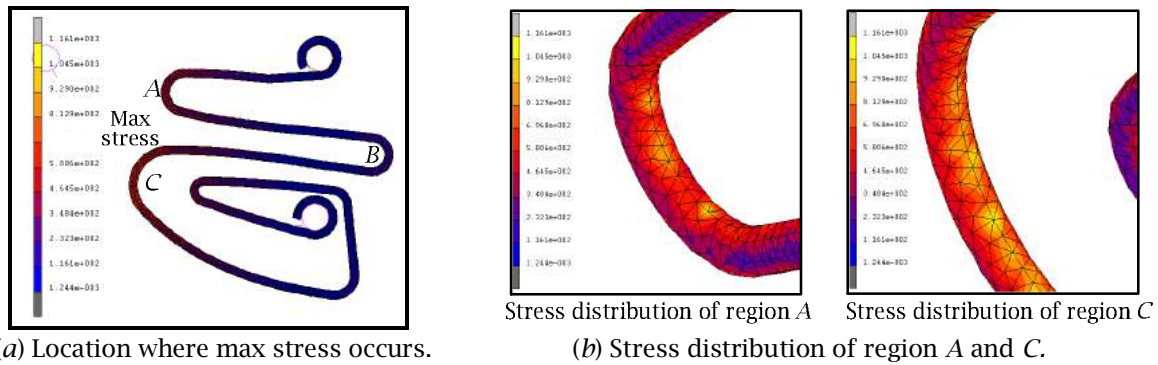 1.161e+003
1.045e+003
9.290e+002
8.129e+002
5.806e+002
4.645e+002
3.484e+002
2.323e+002
1.161e+002
1.244e-003
A
Max
stress
B
C
a) Location where max stress occurs.
1.161e+003
1.045e+003
9.290e+002
8.129e+002
6.968e+002
5.806e+002
4.645e+002
3.484e+002
2.323e+002
1.161e+002
1.244e-003
Stress distribution of region A
1.161e+003
1.045e+003
9.290e+002
8.129e+002
6.968e+002
5.806e+002
4.645e+002
3.484e+002
2.323e+002
1.161e+002
1.244e-003
Stress distribution of region C
(b) Stress distribution of region A and C.